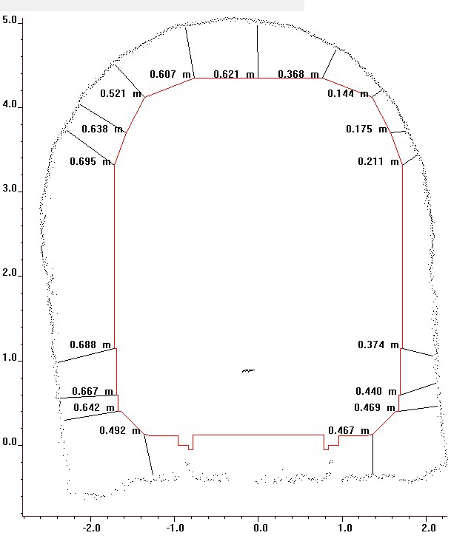 5.0
0.607 m 0.621 m 0.368 m
0.521 m 0.144 m
4.0
0.638 m 0.175 m
0.695 m 0.211 m
3.0
2.0
0.688 m 0.374 m
1.0
0.667 m 0.440 m
0.642 m 0.469 m
0.492 m 0.467 m
0.0
-2.0 -1.0 0.0 1.0 2.0